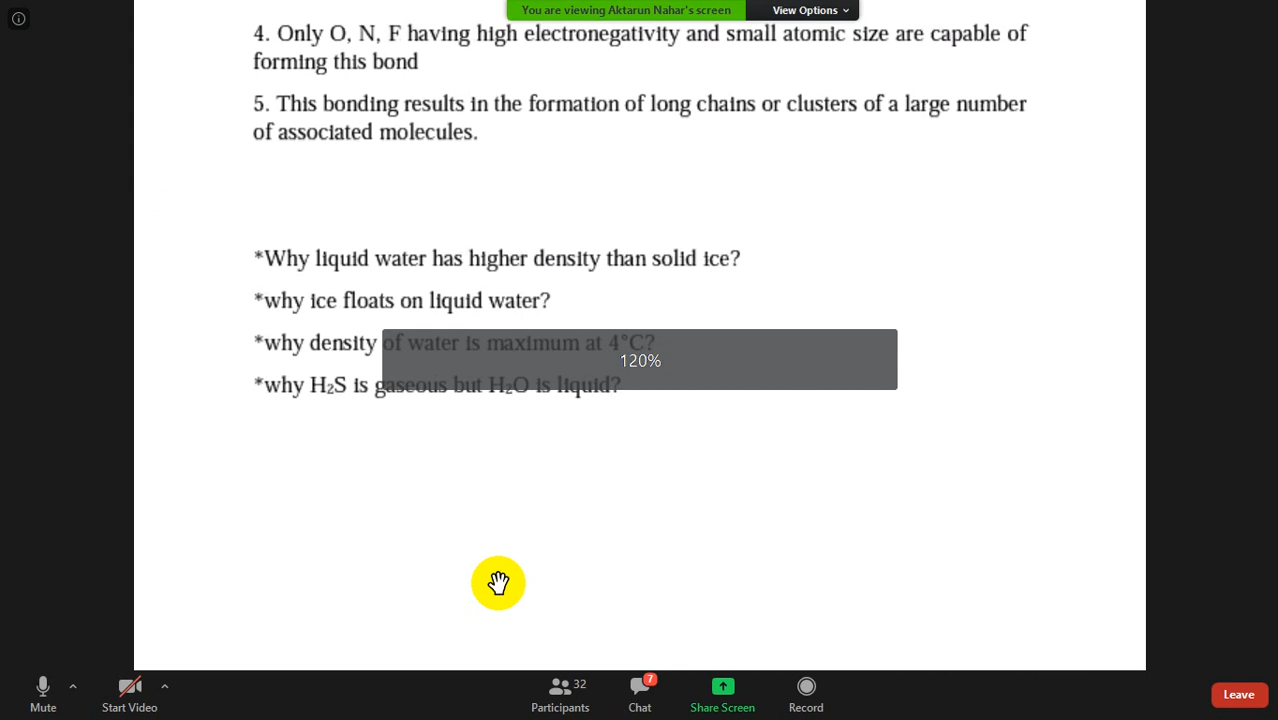 You are viewing Aktarun Nahar's screen View Options
4. Only O, N, F having high electronegativity and small atomic size are capable of
forming this bond
5. This bonding results in the formation of long chains or clusters of a large number
of associated molecules.
*Why liquid water has higher density than solid ice?
*why ice floats on liquid water?
*why density of water is maximum at 4°C?
120%
*why H₂S is gaseous but H₂O is liquid?
Mute Start Video Participants 32 Chat 7 Share Screen Record Leave